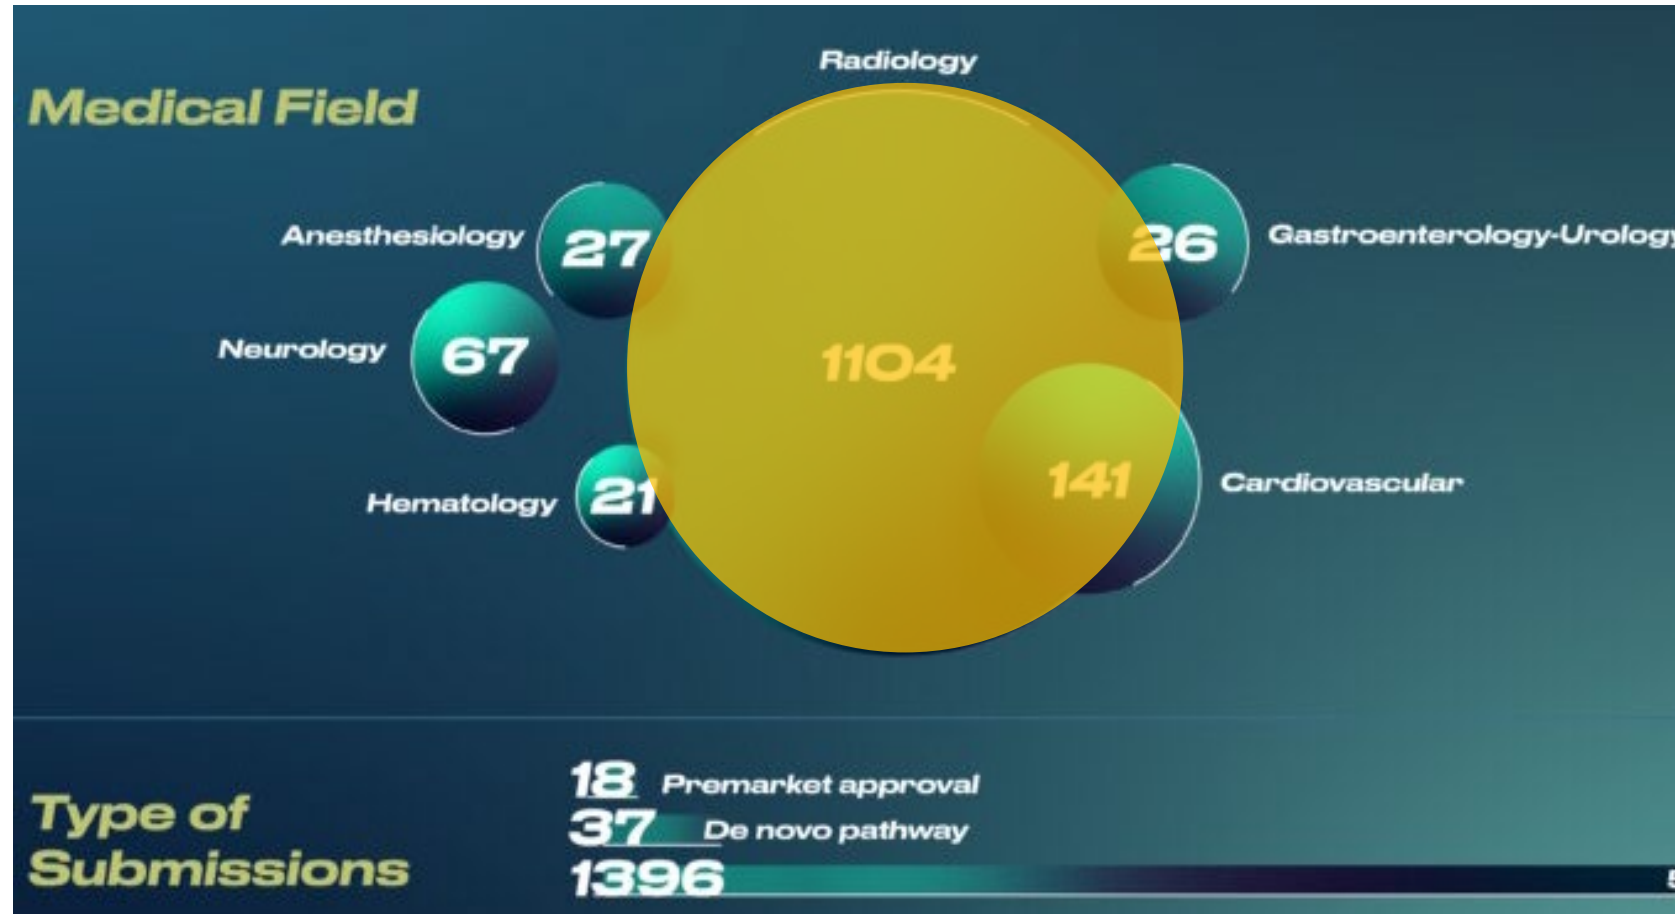 Radiology
Medical Field
Anesthesiology
27
26
Gastroenterology-Urology
Neurology
67
1104
Hematology
21
141
Cardiovascular
Type of
Submissions
18 Premarket approval
37 De novo pathway
1396